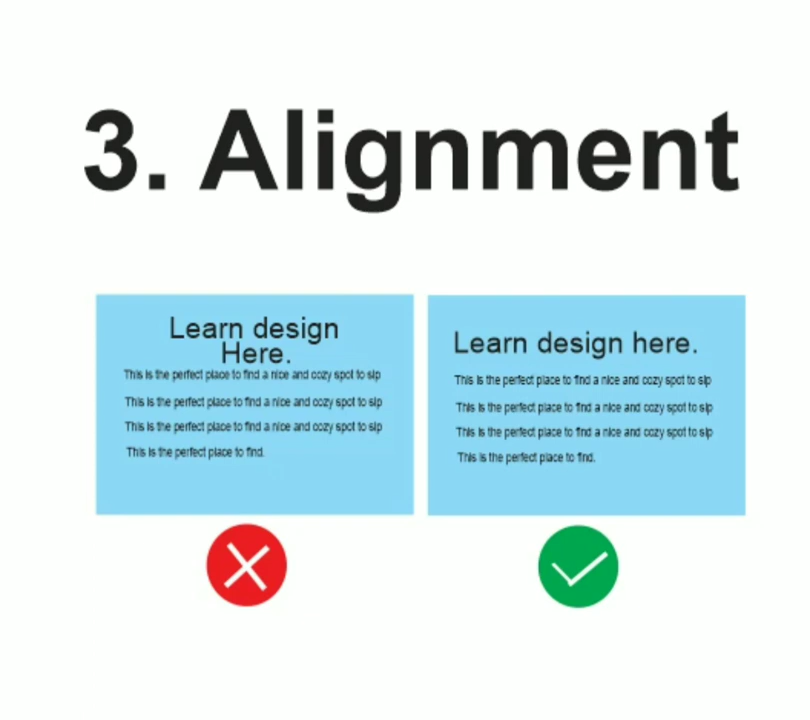 3. Alignment
Learn design
Here.
This is the perfect place to find a nice and cozy spot to sip
This is the perfect place to find a nice and cozy spot to sip
This is the perfect place to find a nice and cozy spot to sip
This is the perfect place to find.
Learn design here.
This is the perfect place to find a nice and cozy spot to sip
This is the perfect place to find a nice and cozy spot to sip
This is the perfect place to find a nice and cozy spot to sip
This is the perfect place to find.